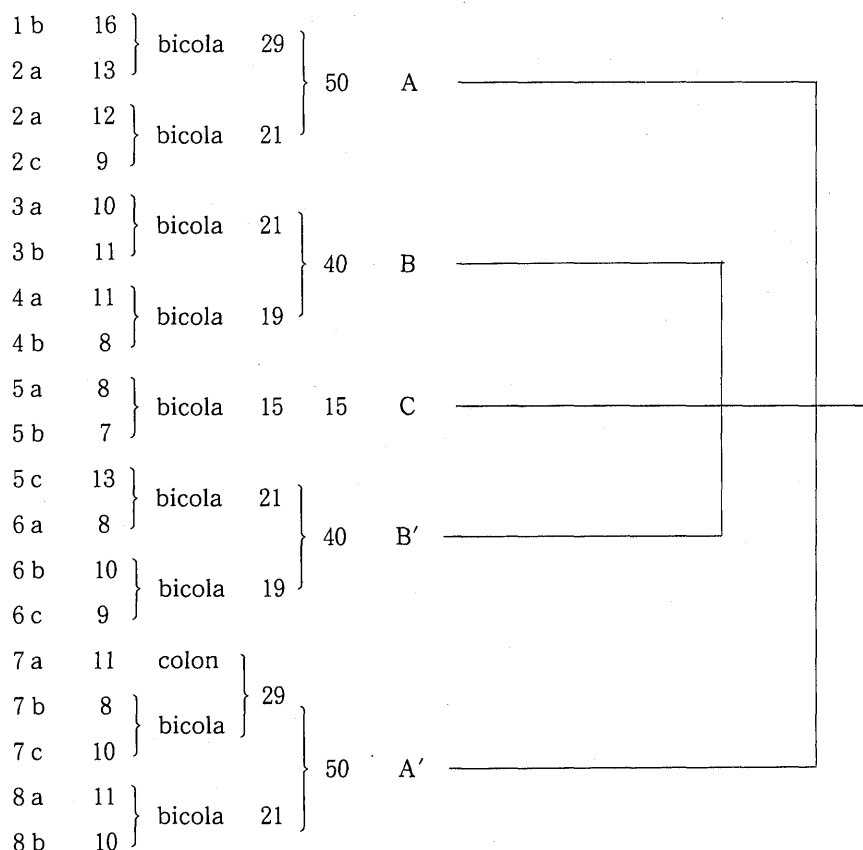 1 b 16
bicola 29
2 a 13
50 A
2 a 12
bicola 21
2 c 9
3 a 10
bicola 21
3 b 11
40 B
4 a 11
bicola 19
4 b 8
5 a 8
bicola 15 15 C
5 b 7
5 c 13
bicola 21
6 a 8
40 B′
6 b 10
bicola 19
6 c 9
7 a 11 colon
29
7 b 8
bicola
7 c 10
50 A′
8 a 11
bicola 21
8 b 10